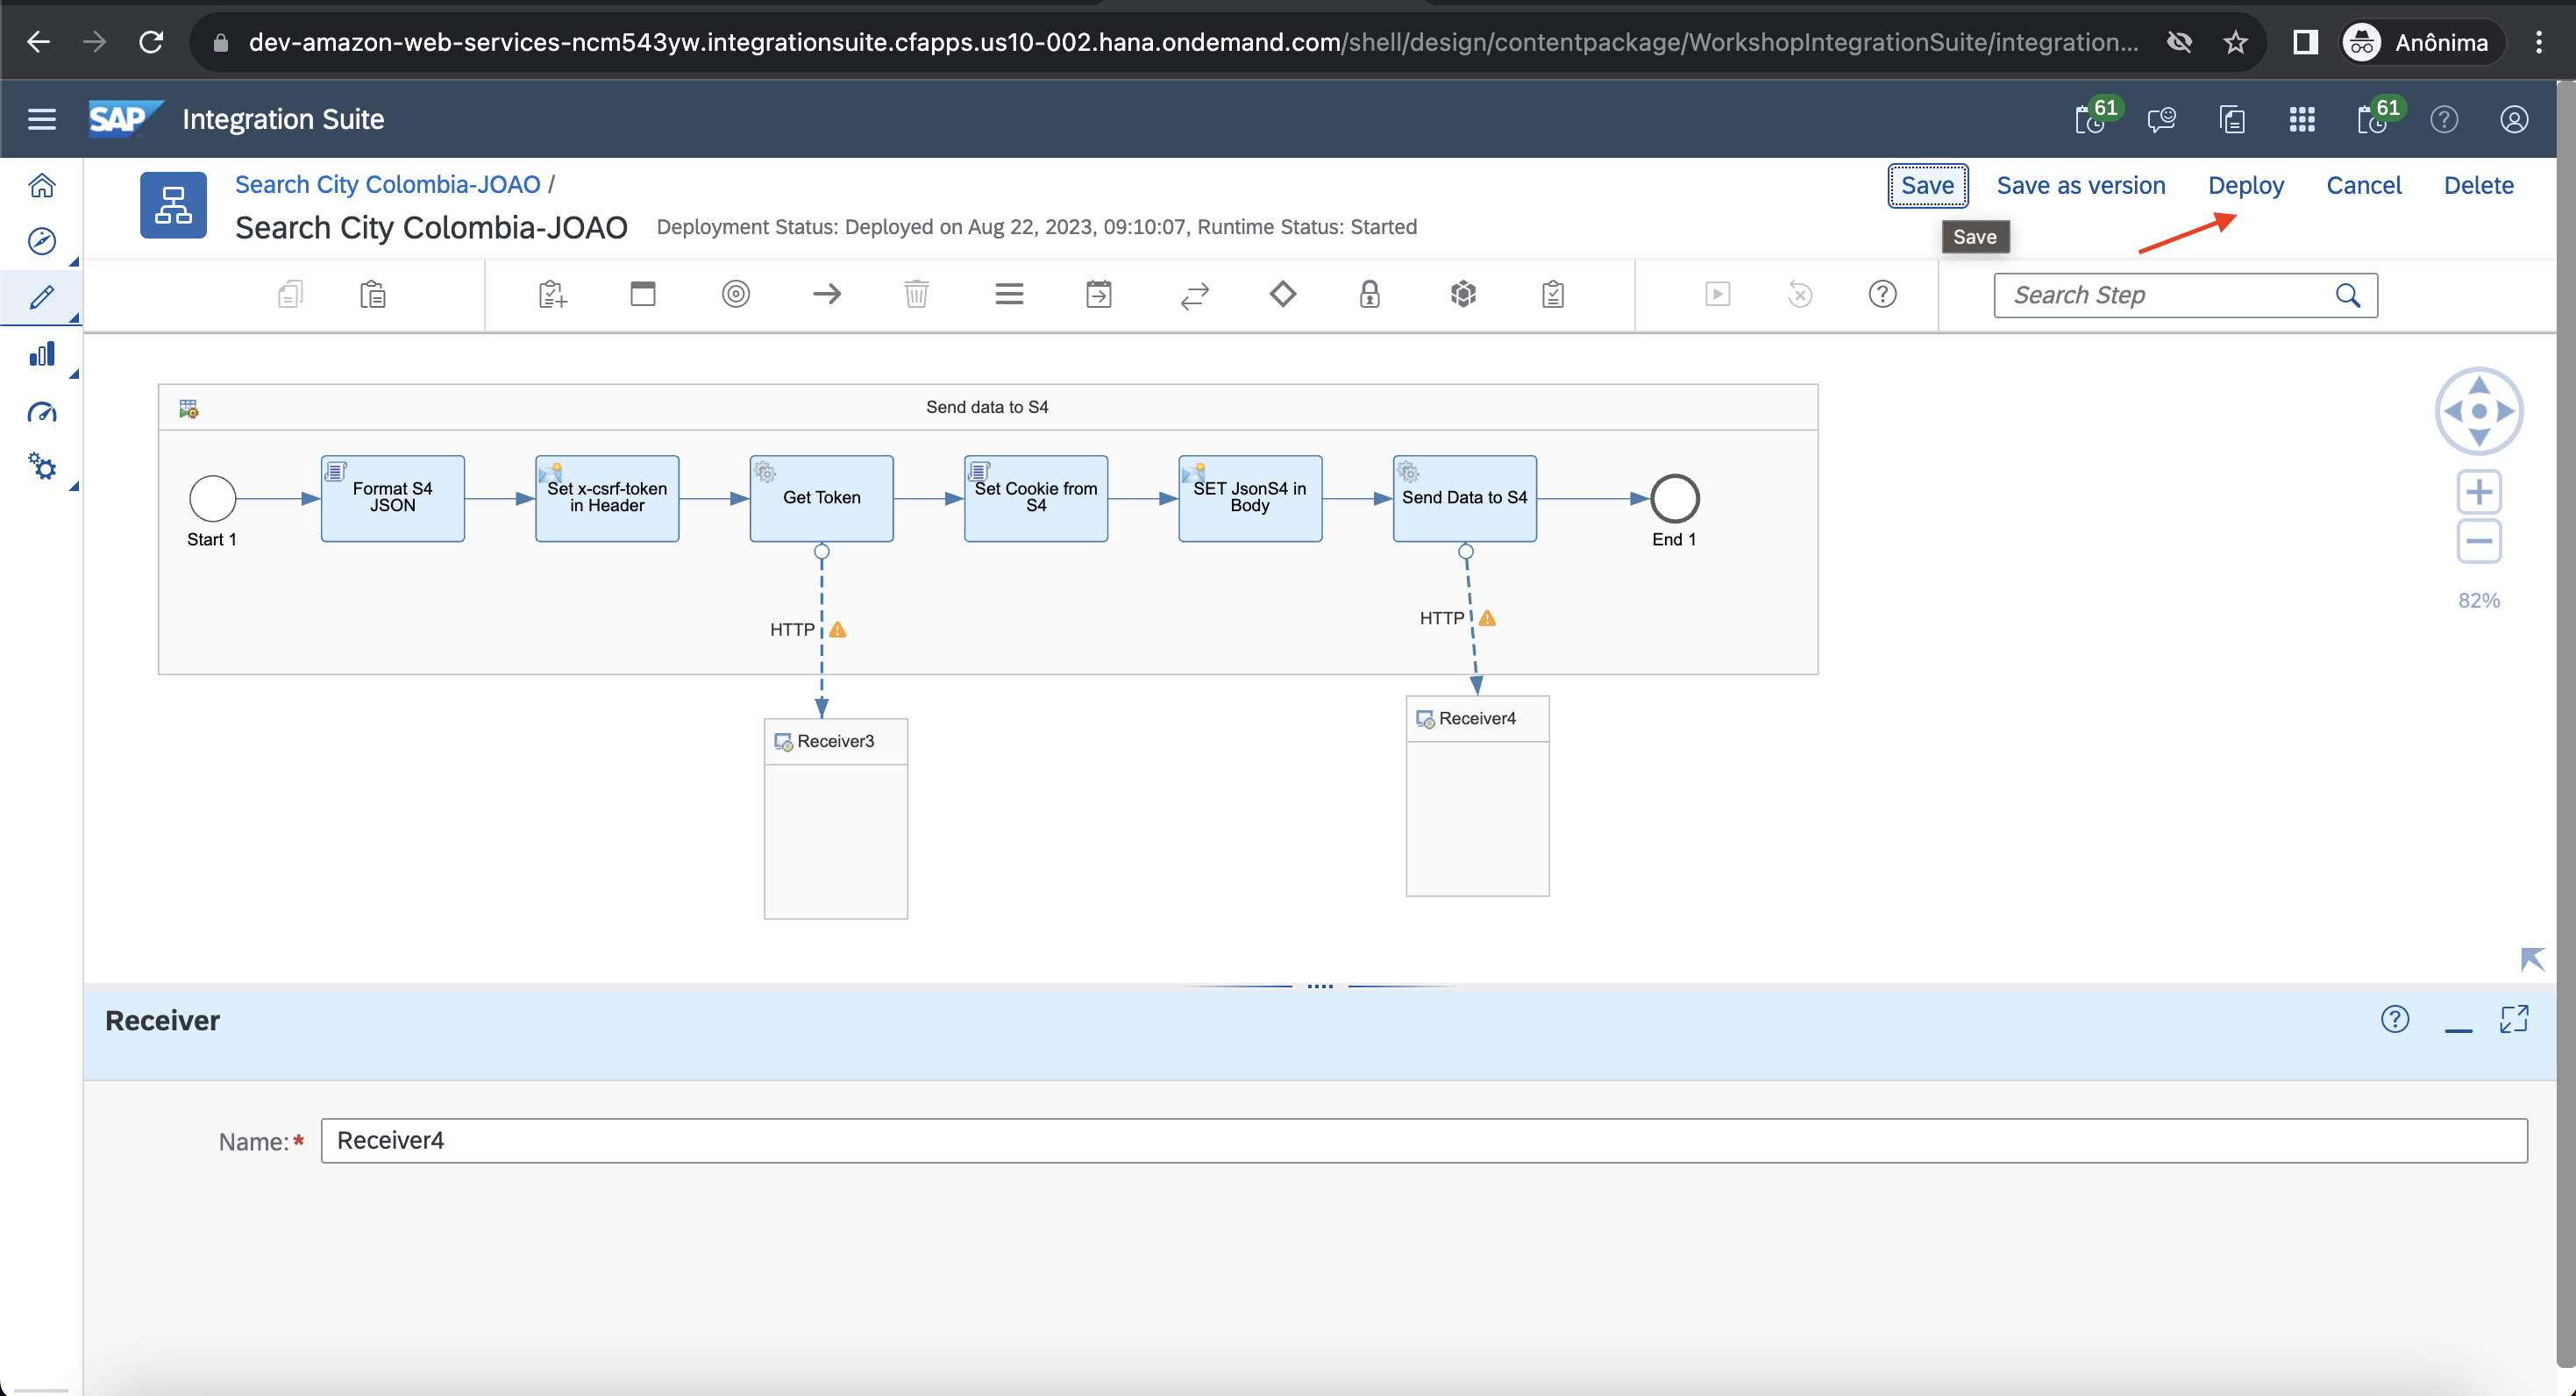 dev-amazon-web-services-ncm543yw.integrationsuite.cfapps.us10-002.hana.ondemand.com/shell/design/contentpackage/WorkshopIntegrationSuite/integration...
Anônima
SAP
Integration Suite
61
61
Search City Colombia-JOAO /
Save
Save as version
Deploy
Cancel
Delete
Search City Colombia-JOAO
Deployment Status: Deployed on Aug 22, 2023, 09:10:07, Runtime Status: Started
Save
Search Step
Send data to S4
Start 1
Format S4
JSON
Set x-csrf-token
in Header
Get Token
Set Cookie from
S4
SET JsonS4 in
Body
Send Data to S4
End 1
HTTP
HTTP
82%
Receiver3
Receiver4
Receiver
Name:*
Receiver4